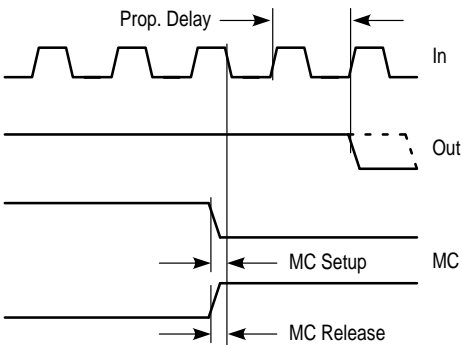 Prop. Delay
In
Out
MC Setup
MC
MC Release